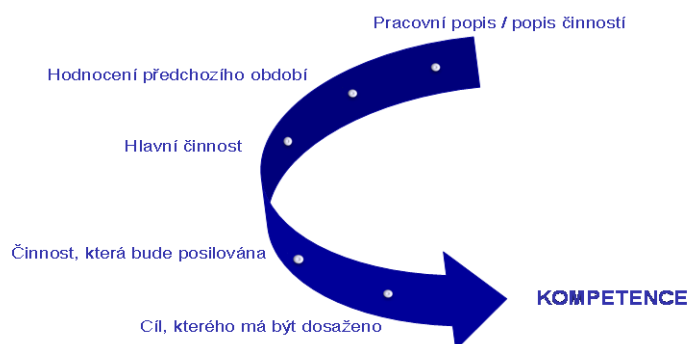 Pracovní popis / popis činností
Hodnocení předchozího období
Hlavní činnost
Činnost, která bude posilována
KOMPETENCE
Cíl, kterého má být dosaženo